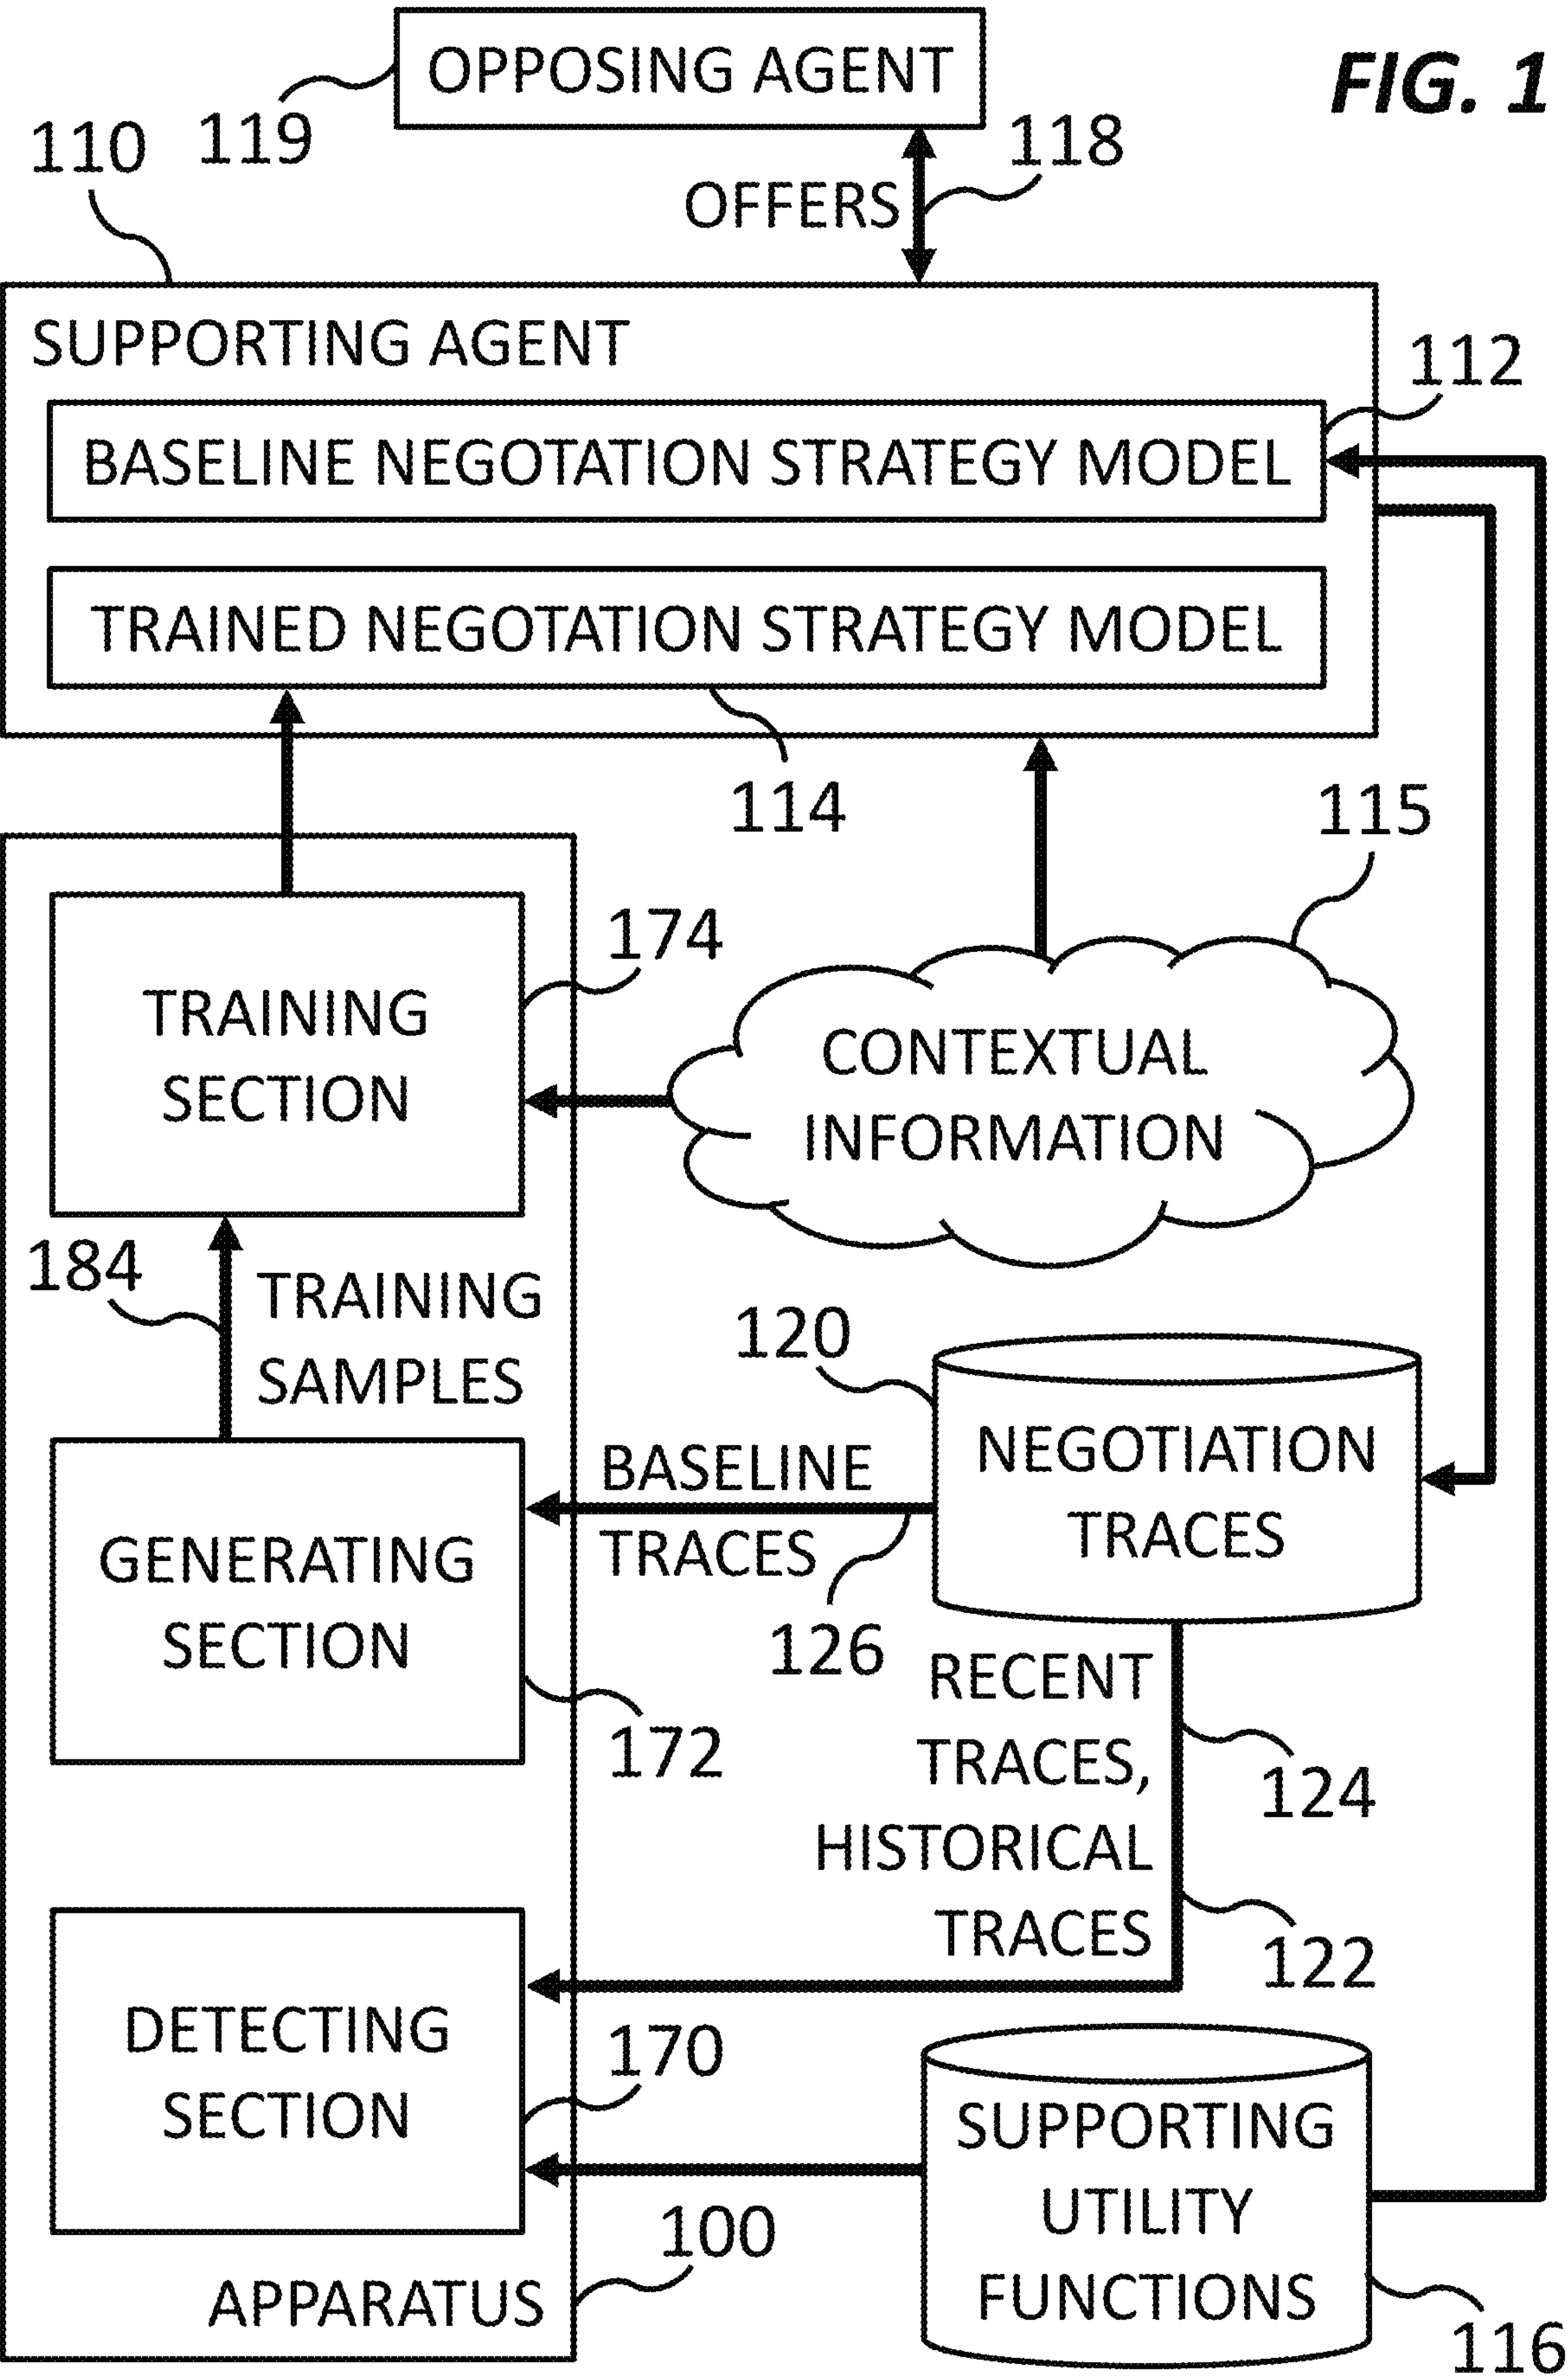 OPPOSING AGENT
FIG. 1
119
118
110
OFFERS
SUPPORTING AGENT
112
BASELINE NEGOTATION STRATEGY MODEL
TRAINED NEGOTATION STRATEGY MODEL
114
115
174
TRAINING
SECTION
CONTEXTUAL
INFORMATION
184
TRAINING
SAMPLES
120
NEGOTIATION
TRACES
BASELINE
TRACES
126
GENERATING
SECTION
172
RECENT
TRACES,
HISTORICAL
TRACES
124
122
DETECTING
SECTION
170
SUPPORTING
UTILITY
FUNCTIONS
100
APPARATUS
116